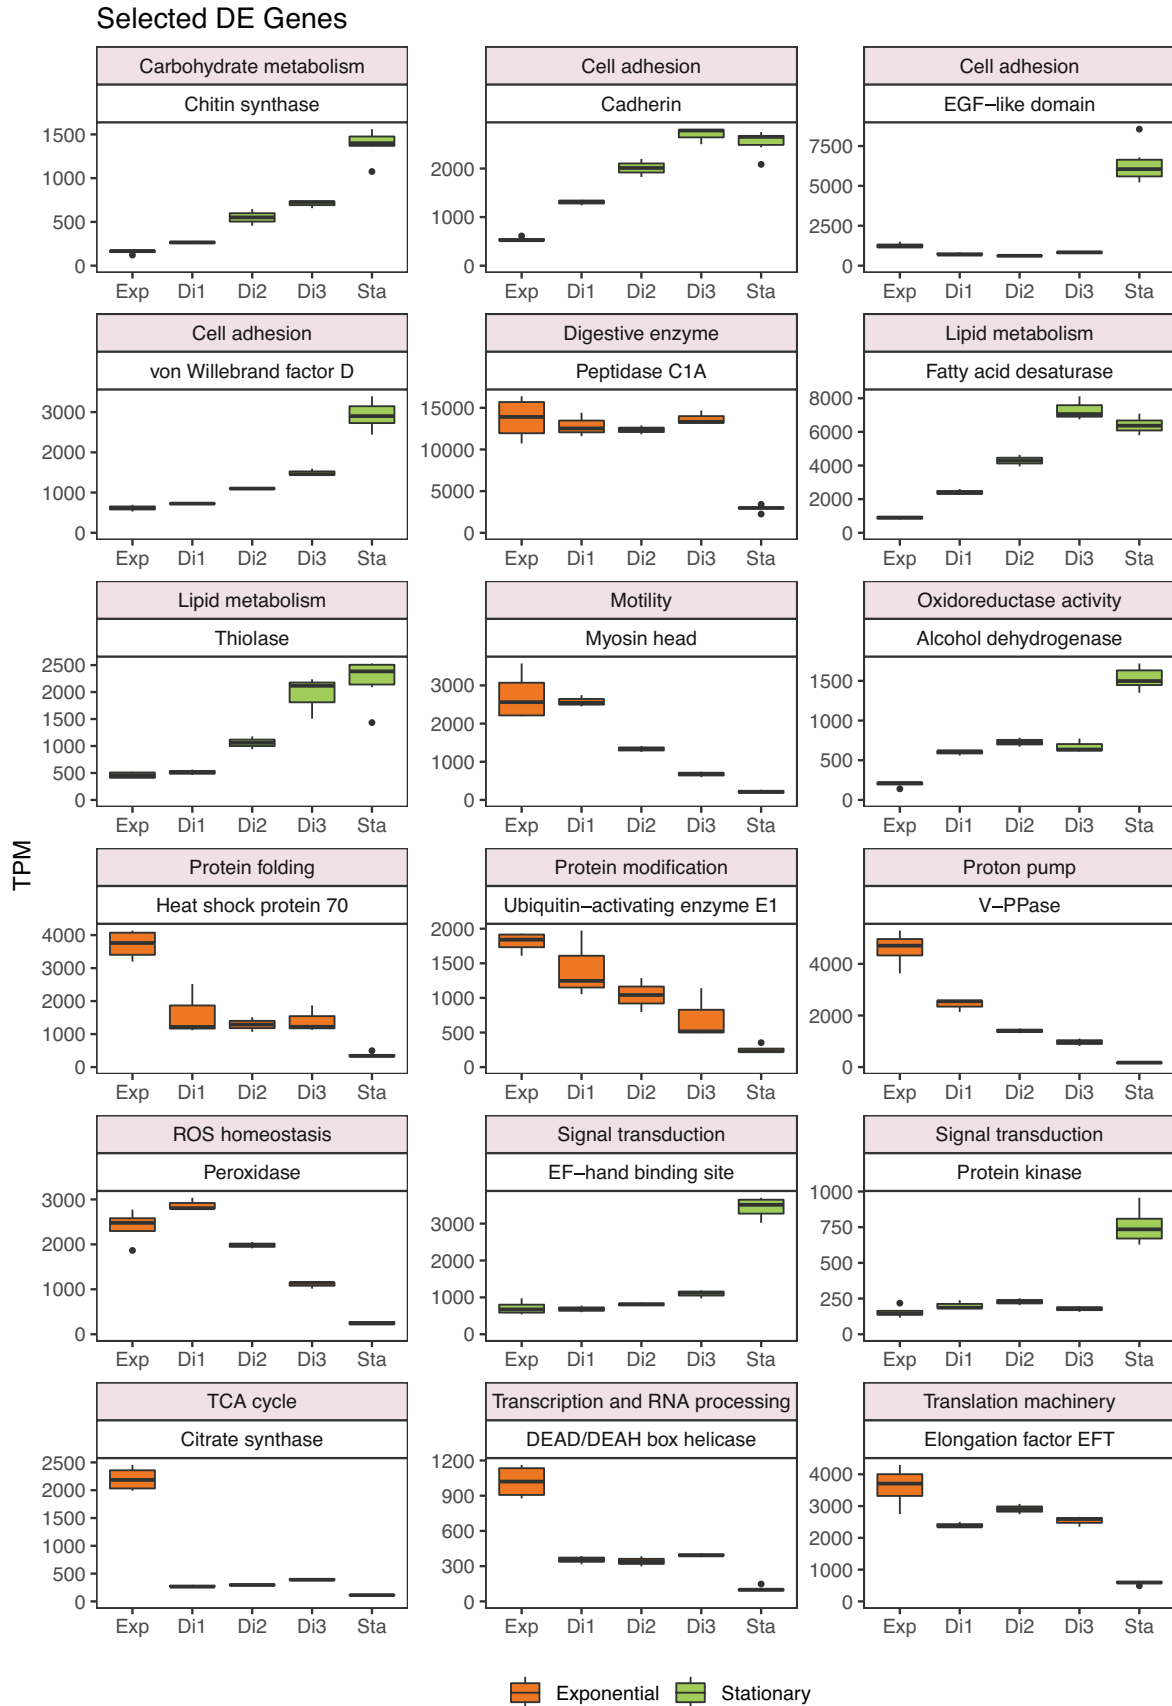 Selected DE Genes
Carbohydrate metabolism
Chitin synthase
1500
1000
500
0
Exp Di1 Di2 Di3 Sta
Cell adhesion
Cadherin
2000
1000
0
Exp Di1 Di2 Di3 Sta
Cell adhesion
EGF−like domain
7500
5000
2500
0
Exp Di1 Di2 Di3 Sta
Cell adhesion
von Willebrand factor D
3000
2000
1000
0
Exp Di1 Di2 Di3 Sta
Digestive enzyme
Peptidase C1A
15000
10000
5000
0
Exp Di1 Di2 Di3 Sta
Lipid metabolism
Fatty acid desaturase
8000
6000
4000
2000
0
Exp Di1 Di2 Di3 Sta
Lipid metabolism
Thiolase
2500
2000
1500
1000
500
0
Exp Di1 Di2 Di3 Sta
Motility
Myosin head
3000
2000
1000
0
Exp Di1 Di2 Di3 Sta
Oxidoreductase activity
Alcohol dehydrogenase
1500
1000
500
0
Exp Di1 Di2 Di3 Sta
TPM
Protein folding
Heat shock protein 70
4000
3000
2000
1000
0
Exp Di1 Di2 Di3 Sta
Protein modification
Ubiquitin−activating enzyme E1
2000
1500
1000
500
0
Exp Di1 Di2 Di3 Sta
Proton pump
V−PPase
4000
2000
0
Exp Di1 Di2 Di3 Sta
ROS homeostasis
Peroxidase
3000
2000
1000
0
Exp Di1 Di2 Di3 Sta
Signal transduction
EF−hand binding site
3000
2000
1000
0
Exp Di1 Di2 Di3 Sta
Signal transduction
Protein kinase
1000
750
500
250
0
Exp Di1 Di2 Di3 Sta
TCA cycle
Citrate synthase
2500
2000
1500
1000
500
0
Exp Di1 Di2 Di3 Sta
Transcription and RNA processing
DEAD/DEAH box helicase
1200
900
600
300
0
Exp Di1 Di2 Di3 Sta
Translation machinery
Elongation factor EFT
4000
3000
2000
1000
0
Exp Di1 Di2 Di3 Sta
Exponential Stationary